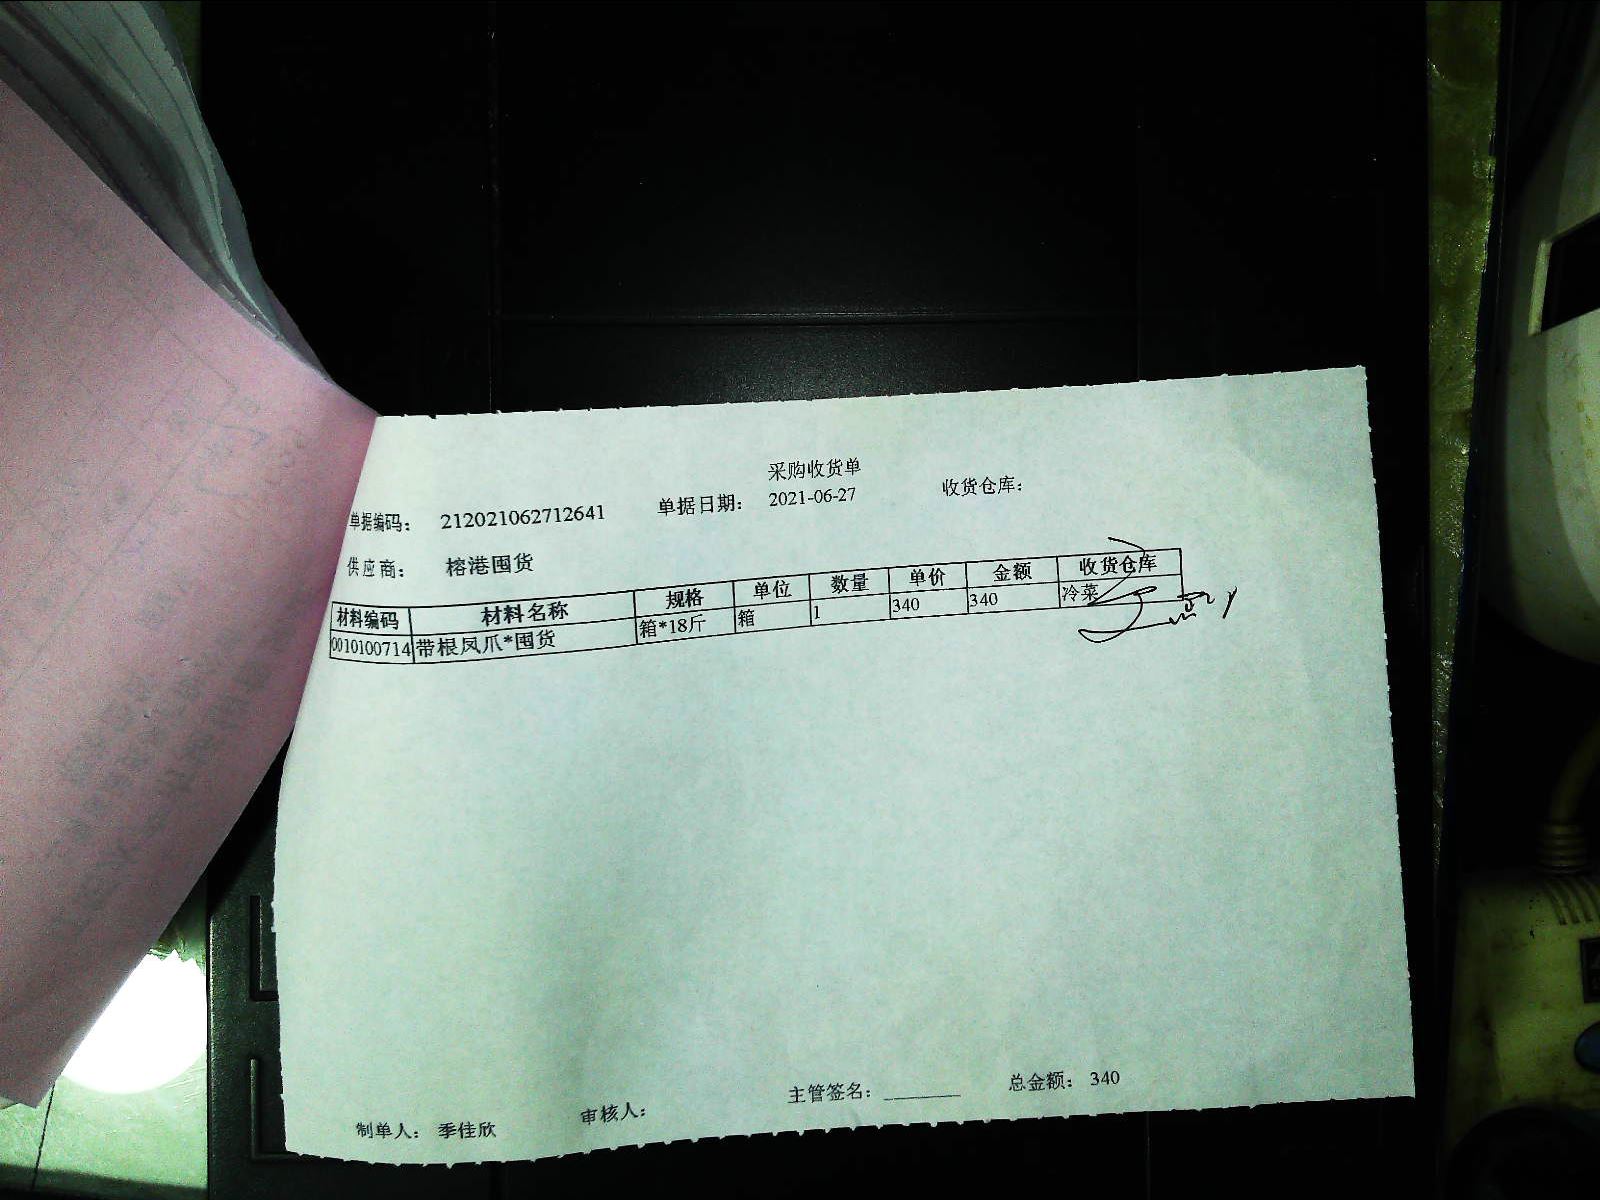 采购收货单
单据编码： 212021062712641 单据日期： 2021-06-27 收货仓库：
供应商： 榕港囤货
材料编码 材料名称 规格 单位 数量 单价 金额 收货仓库
0010100714 带根凤爪*囤货 箱*18斤 箱 1 340 340 冷菜
制单人： 季佳欣 审核人： 主管签名： ________ 总金额： 340